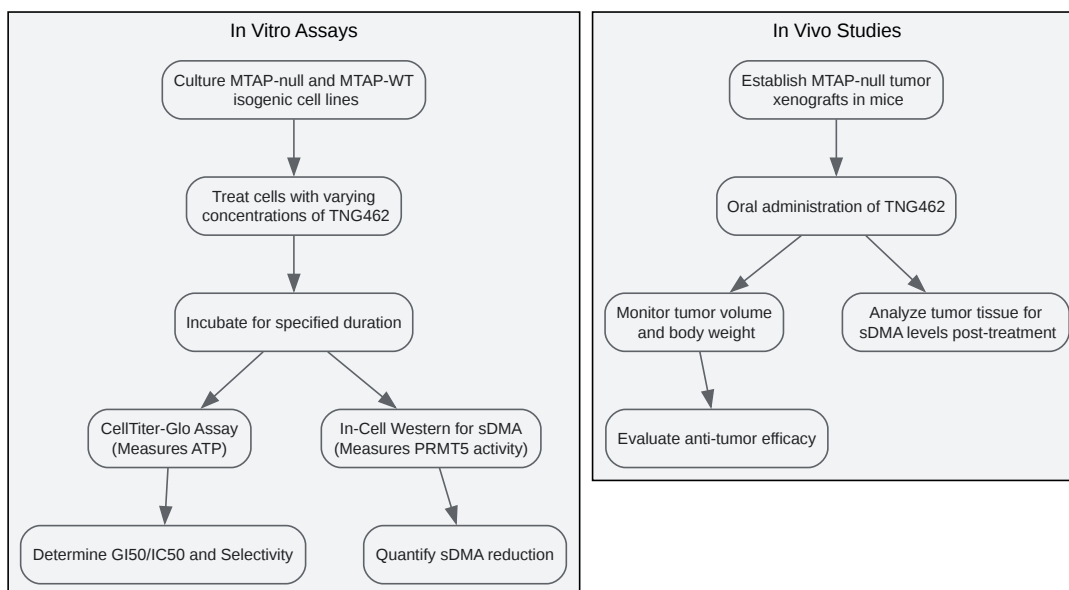 In Vitro Assays
Culture MTAP-null and MTAP-WT
isogenic cell lines
Treat cells with varying
concentrations of TNG462
Incubate for specified duration
CellTiter-Glo Assay
(Measures ATP)
In-Cell Western for sDMA
(Measures PRMT5 activity)
Determine GI50/IC50 and Selectivity
Quantify sDMA reduction
In Vivo Studies
Establish MTAP-null tumor
xenografts in mice
Oral administration of TNG462
Monitor tumor volume
and body weight
Analyze tumor tissue for
sDMA levels post-treatment
Evaluate anti-tumor efficacy